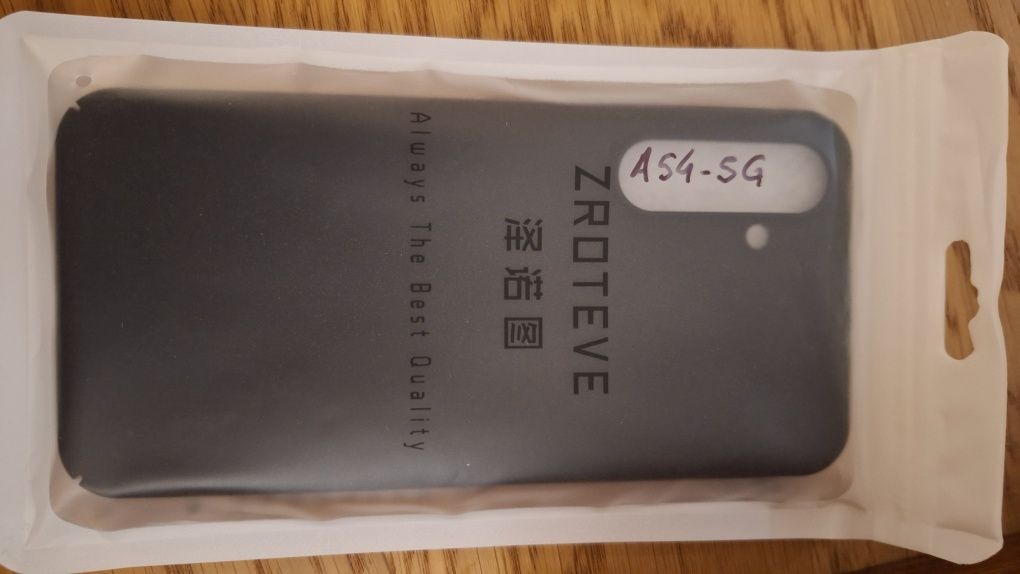 A54-5G
ZROTEVE
泽诺图
Always The Best Quality